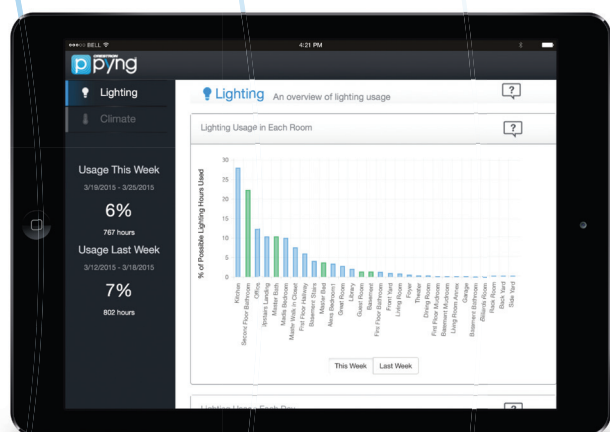 BELL
4:21 PM
p pyng
Lighting
Climate
Usage This Week
3/19/2015 - 3/25/2015
6%
767 hours
Usage Last Week
3/12/2015 - 3/18/2015
7%
802 hours
Lighting An overview of lighting usage
?
Lighting Usage in Each Room
?
% of Possible Lighting Hours Used
30
25
20
15
10
5
0
Kitchen
Second Floor Bathroom
Office
Upstairs Landing
Master Bath
Media Bedroom
Master Walk in Closet
First Floor Hallway
Basement Stairs
Master Bed
Bedroom1
Great Room
Library
Guest Room
Basement
First Floor Bathroom
Front Yard
Living Room
Foyer
Theater
Dining Room
First Floor Mudroom
Basement Mudroom
Living Room Annex
Garage
Basement Bathroom
Billiards Room
Rack Room
Back Yard
Side Yard
This Week
Last Week
Lighting Usage Each Day
?